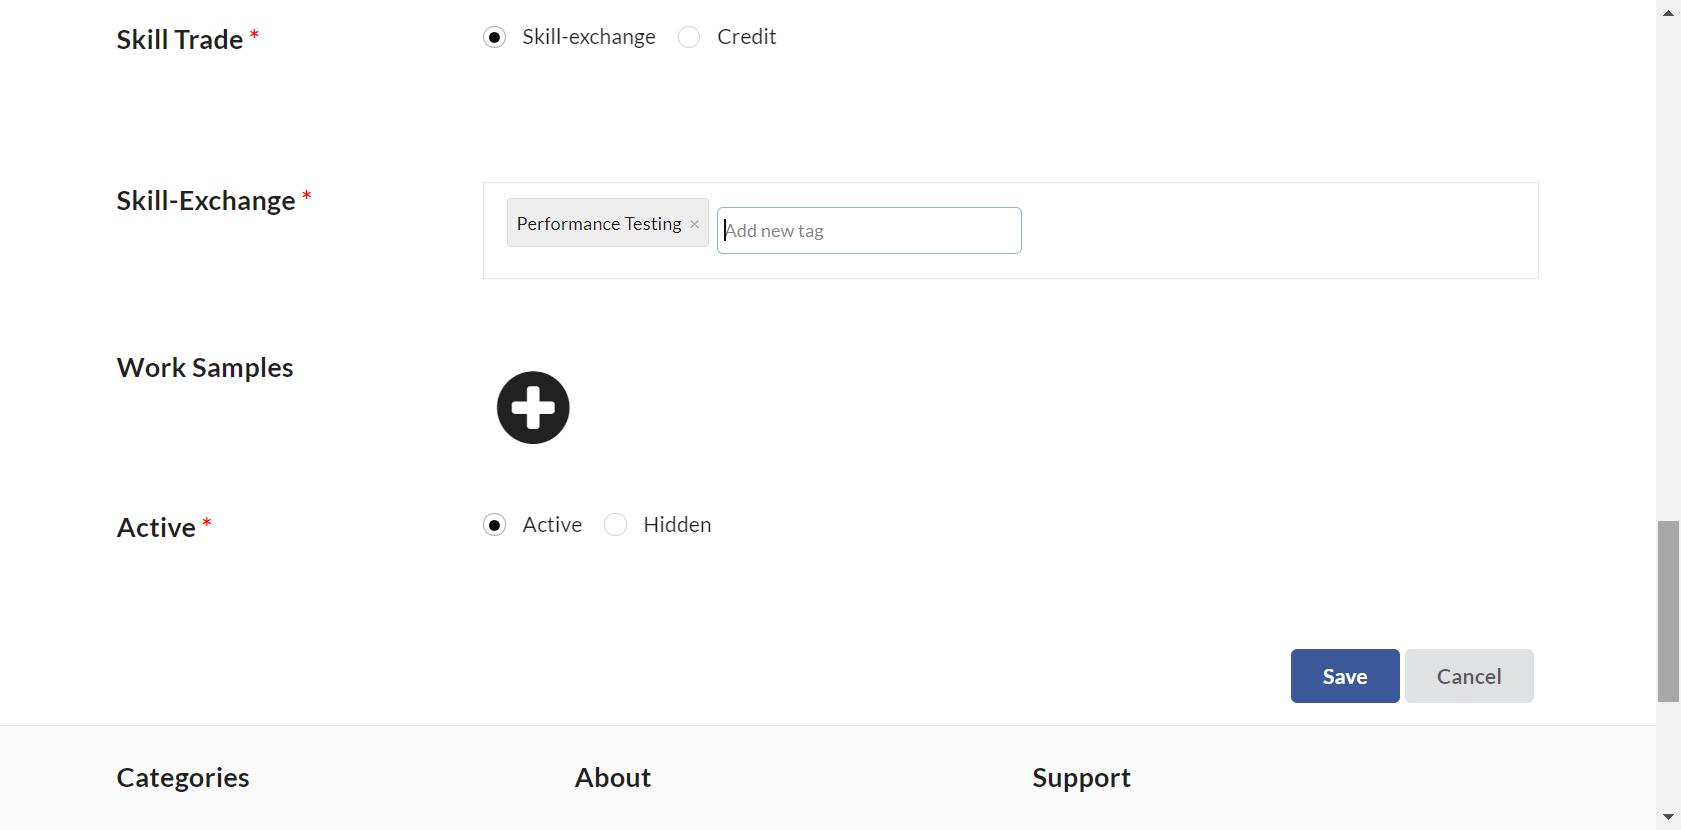 Skill Trade *
Skill-exchange Credit
Skill-Exchange *
Performance Testing ×
Add new tag
Work Samples
Active *
Active Hidden
Save Cancel
Categories About Support